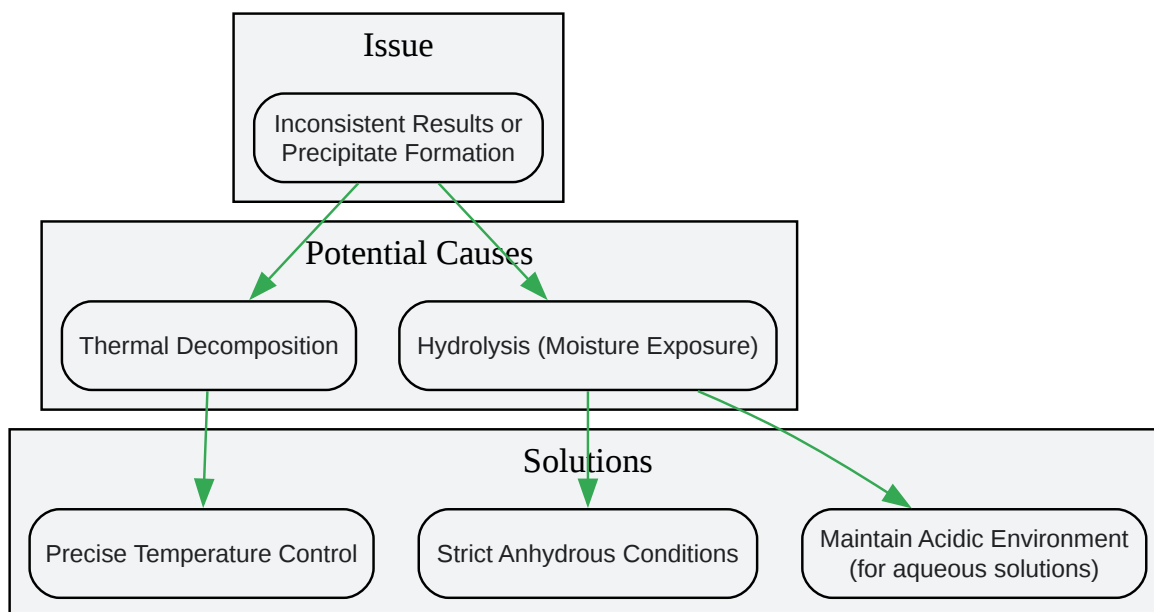 Issue
Inconsistent Results or
Precipitate Formation
Potential Causes
Thermal Decomposition
Hydrolysis (Moisture Exposure)
Solutions
Precise Temperature Control
Strict Anhydrous Conditions
Maintain Acidic Environment
(for aqueous solutions)